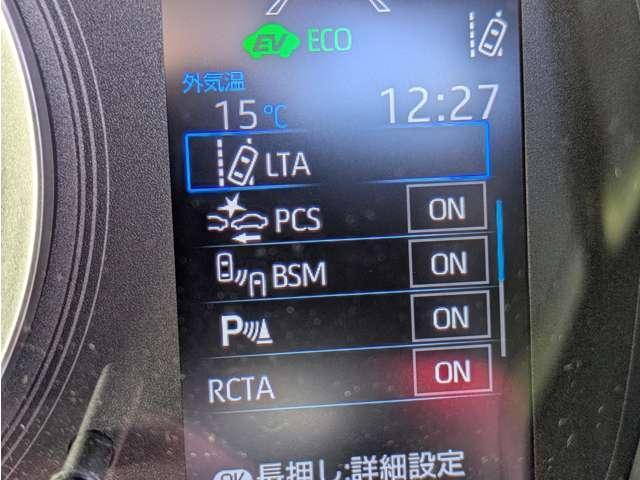 EV ECO
外気温
15℃ 12:27
LTA
PCS ON
BSM ON
P ON
RCTA ON
OK 長押し:詳細設定